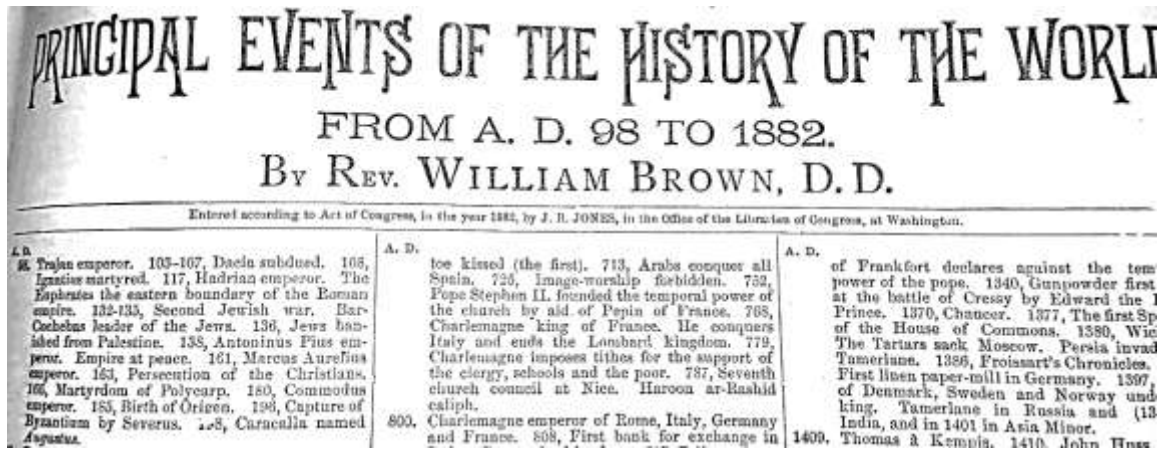 PRINCIPAL EVENTS OF THE HISTORY OF THE WORL
FROM A. D. 98 TO 1882.
BY REV. WILLIAM BROWN, D. D.
Entered according to Act of Congress, in the year 1882, by J. R. JONES, in the Office of the Librarian of Congress, at Washington.
A. D.
98. Trajan emperor. 103-107, Dacia subdued. 108,
Ignatius martyred. 117, Hadrian emperor. The
Euphrates the eastern boundary of the Roman
empire. 132-135, Second Jewish war. Bar-
Cochebas leader of the Jews. 136, Jews ban-
ished from Palestine. 138, Antoninus Pius em-
peror. Empire at peace. 161, Marcus Aurelius
emperor. 163, Persecution of the Christians.
166, Martyrdom of Polycarp. 180, Commodus
emperor. 185, Birth of Origen. 196, Capture of
Byzantium by Severus. Caracalla named
Augustus.
A. D.
toe kissed (the first). 713, Arabs conquer all
Spain. 726, Image-worship forbidden. 752,
Pope Stephen II. founded the temporal power of
the church by aid of Pepin of France. 768,
Charlemagne king of France. He conquers
Italy and ends the Lombard kingdom. 779,
Charlemagne imposes tithes for the support of
the clergy, schools and the poor. 787, Seventh
church council at Nice. Haroon ar-Rashid
caliph.
800. Charlemagne emperor of Rome, Italy, Germany
and France. 808, First bank for exchange in
A. D.
of Frankfort declares against the tem
power of the pope. 1340, Gunpowder first
at the battle of Cressy by Edward the
Prince. 1370, Chaucer. 1377, The first Sp
of the House of Commons. 1380, Wic
The Tartars sack Moscow. Persia invad
Tamerlane. 1386, Froissart's Chronicles.
First linen paper-mill in Germany. 1397,
of Denmark, Sweden and Norway und
king. Tamerlane in Russia and (13
India, and in 1401 in Asia Minor.
1409. Thomas à Kempis. 1410, John Huss